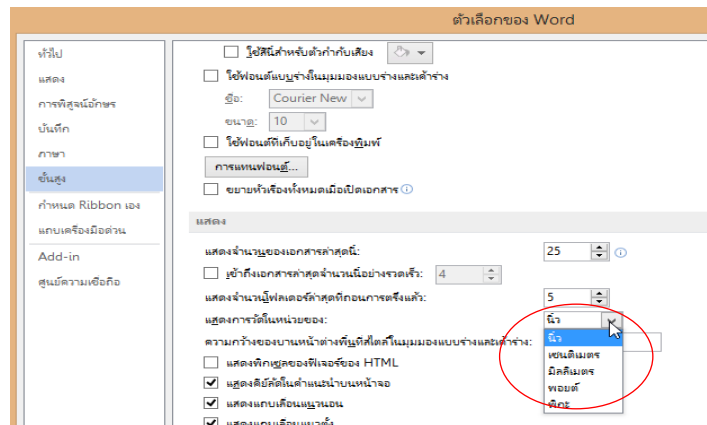 ตัวเลือกของ Word
ทั่วไป
แสดง
การพิสูจน์อักษร
บันทึก
ภาษา
ขั้นสูง
กำหนด Ribbon เอง
แถบเครื่องมือด่วน
Add-in
ศูนย์ความเชื่อถือ
ใช้สีนี้สำหรับตัวกำกับเสียง
ใช้ฟอนต์แบบร่างในมุมมองแบบร่างและเค้าร่าง
ชื่อ: Courier New
ขนาด: 10
ใช้ฟอนต์ที่เก็บอยู่ในเครื่องพิมพ์
การแทนฟอนต์...
ขยายหัวเรื่องทั้งหมดเมื่อเปิดเอกสาร
แสดง
แสดงจำนวนของเอกสารล่าสุดนี้: 25
เข้าถึงเอกสารล่าสุดจำนวนนี้อย่างรวดเร็ว: 4
แสดงจำนวนโฟลเดอร์ล่าสุดที่ถอนการตรึงแล้ว: 5
แสดงการวัดในหน่วยของ: นิ้ว
ความกว้างของบานหน้าต่างพื้นที่สไตล์ในมุมมองแบบร่างและเค้าร่าง:
นิ้ว
เซนติเมตร
มิลลิเมตร
พอยต์
พิกะ
แสดงพิกเซลของฟีเจอร์ของ HTML
แสดงคีย์ลัดในคำแนะนำบนหน้าจอ
แสดงแถบเลื่อนแนวนอน
แสดงแถบเลื่อนแนวตั้ง